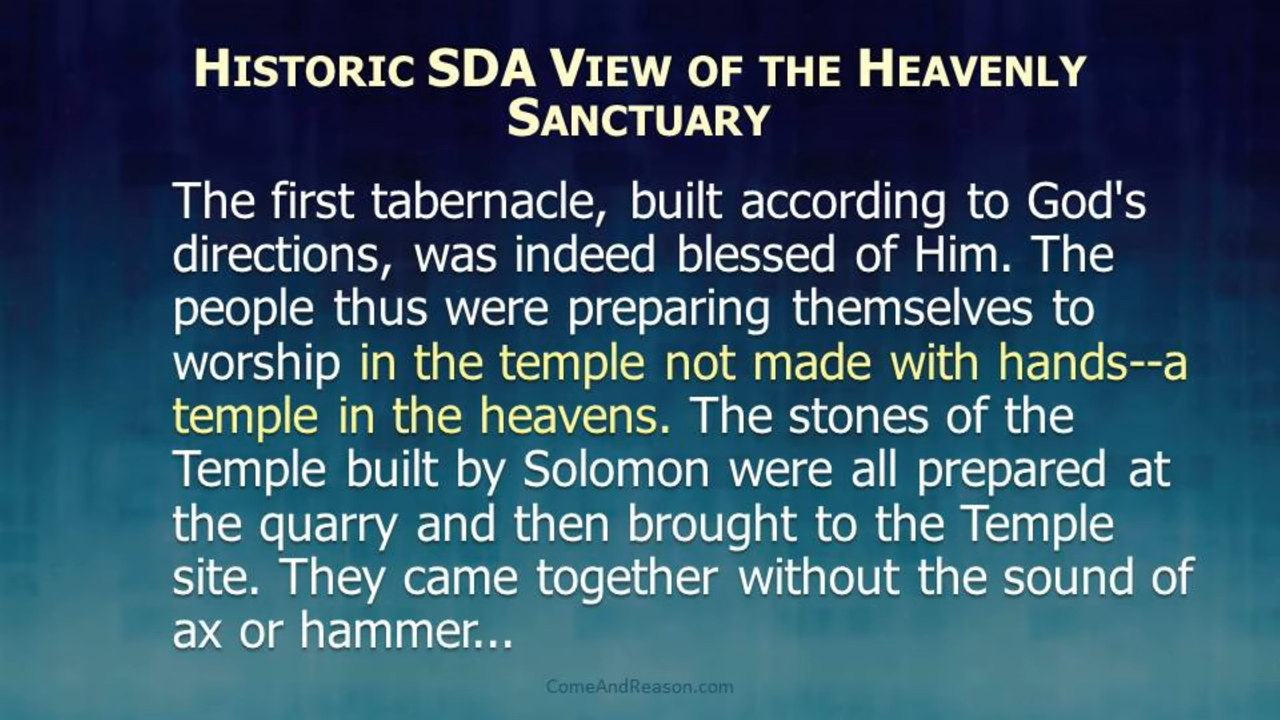 HISTORIC SDA VIEW OF THE HEAVENLY
SANCTUARY
The first tabernacle, built according to God's
directions, was indeed blessed of Him. The
people thus were preparing themselves to
worship in the temple not made with hands--a
temple in the heavens. The stones of the
Temple built by Solomon were all prepared at
the quarry and then brought to the Temple
site. They came together without the sound of
ax or hammer...
ComeAndReason.com